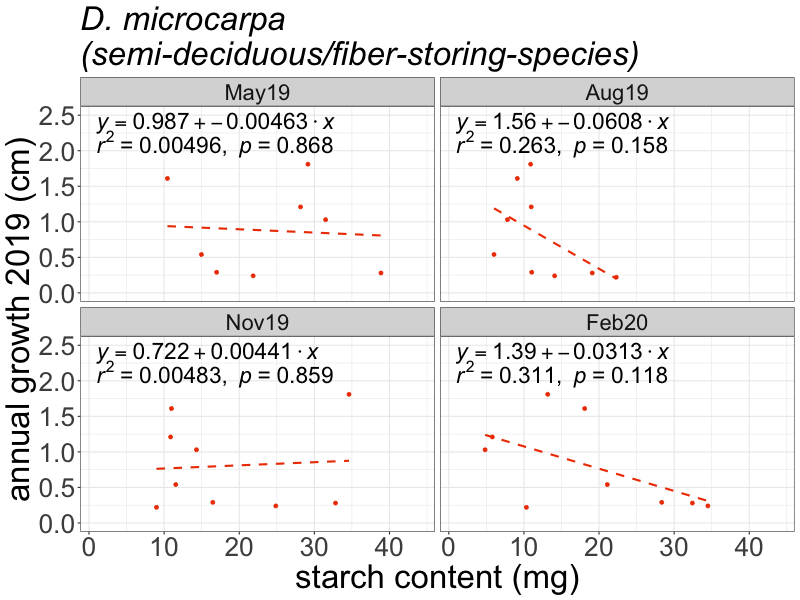 D. microcarpa
(semi-deciduous/fiber-storing-species)
May19
Aug19
y = 0.987 + −0.00463 · x
r² = 0.00496, p = 0.868
y = 1.56 + −0.0608 · x
r² = 0.263, p = 0.158
2.5
2.0
1.5
1.0
0.5
0.0
Nov19
Feb20
y = 0.722 + 0.00441 · x
r² = 0.00483, p = 0.859
y = 1.39 + −0.0313 · x
r² = 0.311, p = 0.118
2.5
2.0
1.5
1.0
0.5
0.0
annual growth 2019 (cm)
0 10 20 30 40 0 10 20 30 40
starch content (mg)